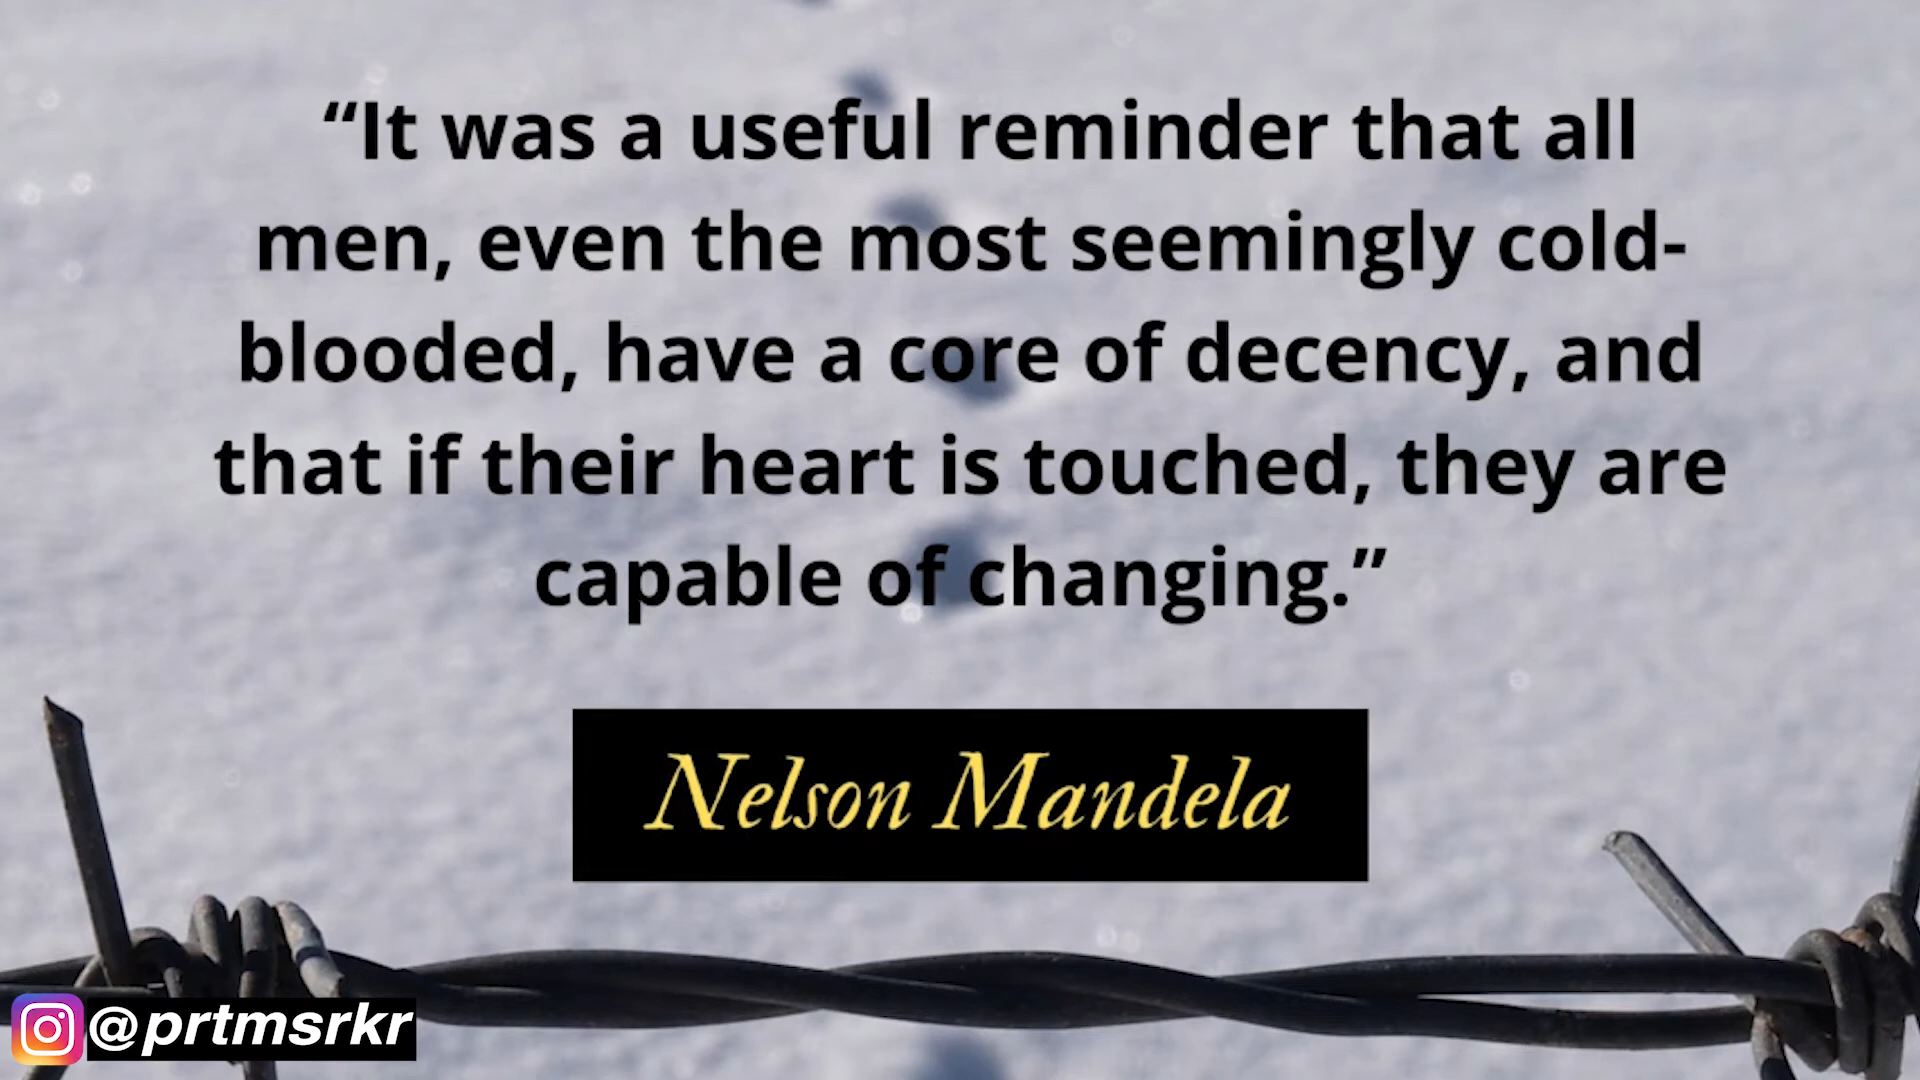 “It was a useful reminder that all
men, even the most seemingly cold-
blooded, have a core of decency, and
that if their heart is touched, they are
capable of changing.”
Nelson Mandela
@prtmsrkr